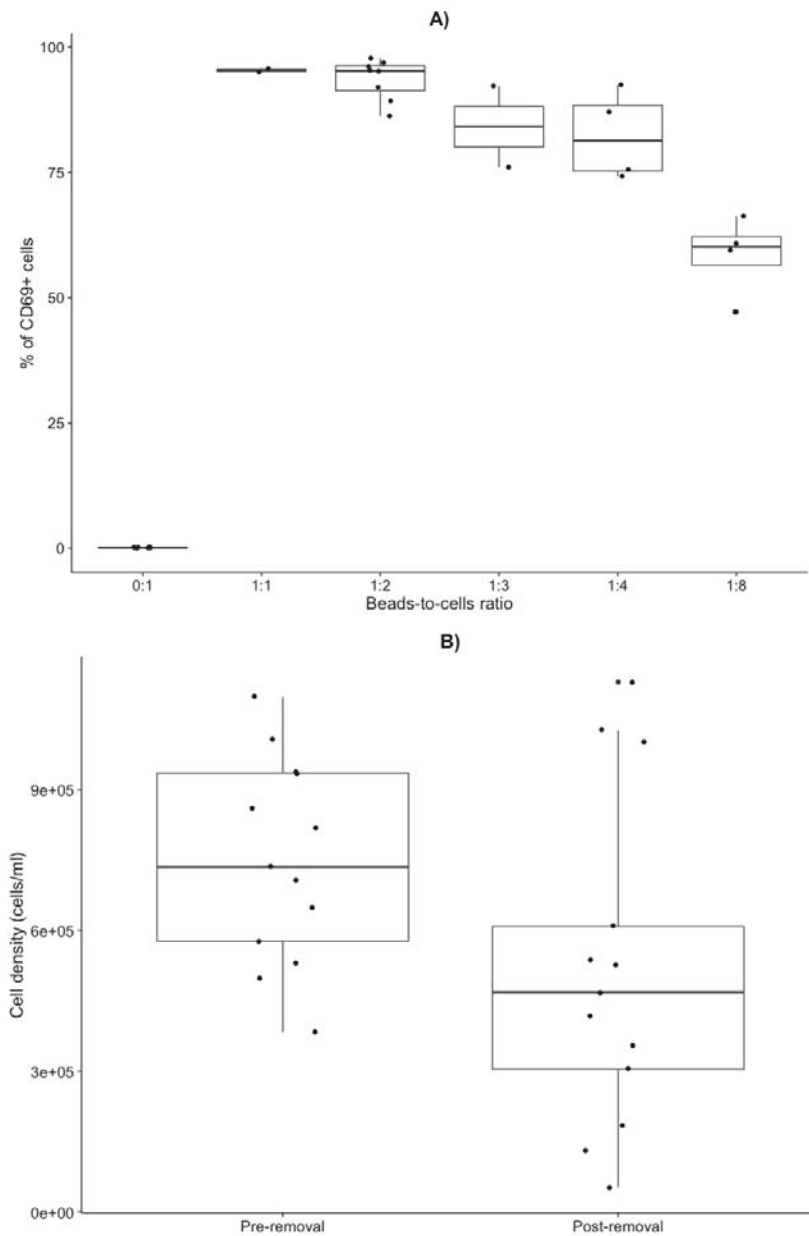 A)
100
75
50
25
0
% of CD69+ cells
0:1 1:1 1:2 1:3 1:4 1:8
Beads-to-cells ratio
B)
9e+05
6e+05
3e+05
0e+00
Cell density (cells/ml)
Pre-removal Post-removal